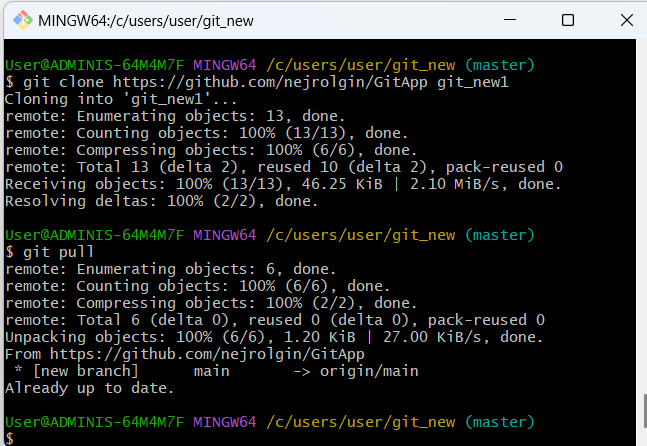 MINGW64:/c/users/user/git_new
User@ADMINIS-64M4M7F MINGW64 /c/users/user/git_new (master)
$ git clone https://github.com/nejrolgin/GitApp git_new1
Cloning into 'git_new1'...
remote: Enumerating objects: 13, done.
remote: Counting objects: 100% (13/13), done.
remote: Compressing objects: 100% (6/6), done.
remote: Total 13 (delta 2), reused 10 (delta 2), pack-reused 0
Receiving objects: 100% (13/13), 46.25 KiB | 2.10 MiB/s, done.
Resolving deltas: 100% (2/2), done.
User@ADMINIS-64M4M7F MINGW64 /c/users/user/git_new (master)
$ git pull
remote: Enumerating objects: 6, done.
remote: Counting objects: 100% (6/6), done.
remote: Compressing objects: 100% (2/2), done.
remote: Total 6 (delta 0), reused 0 (delta 0), pack-reused 0
Unpacking objects: 100% (6/6), 1.20 KiB | 27.00 KiB/s, done.
From https://github.com/nejrolgin/GitApp
 * [new branch]      main       -> origin/main
Already up to date.
User@ADMINIS-64M4M7F MINGW64 /c/users/user/git_new (master)
$